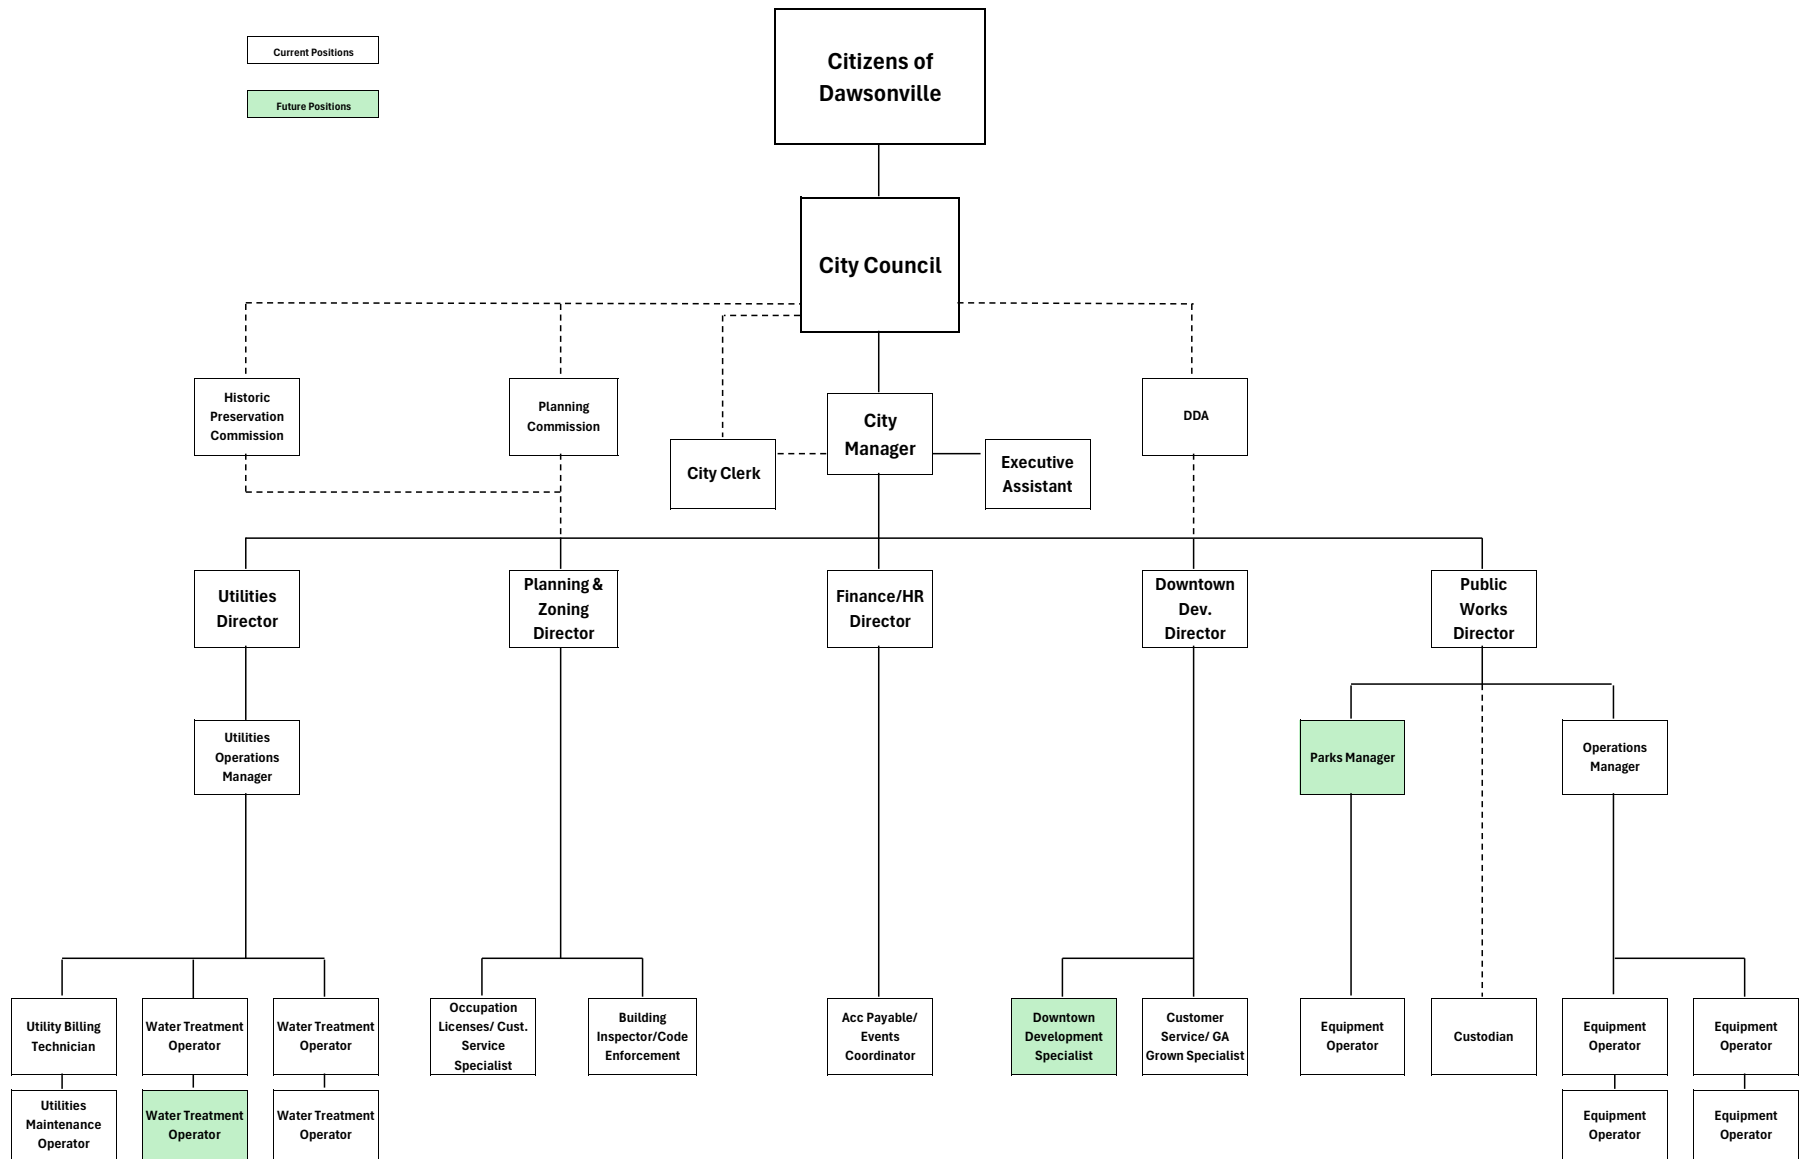 Current Positions
Future Positions
Citizens of
Dawsonville
City Council
Historic
Preservation
Commission
Planning
Commission
City Clerk
City
Manager
Executive
Assistant
DDA
Utilities
Director
Planning &
Zoning
Director
Finance/HR
Director
Downtown
Dev.
Director
Public
Works
Director
Utilities
Operations
Manager
Parks Manager
Operations
Manager
Utility Billing
Technician
Water Treatment
Operator
Water Treatment
Operator
Occupation
Licenses/ Cust.
Service
Specialist
Building
Inspector/Code
Enforcement
Acc Payable/
Events
Coordinator
Downtown
Development
Specialist
Customer
Service/ GA
Grown Specialist
Equipment
Operator
Custodian
Equipment
Operator
Equipment
Operator
Utilities
Maintenance
Operator
Water Treatment
Operator
Water Treatment
Operator
Equipment
Operator
Equipment
Operator